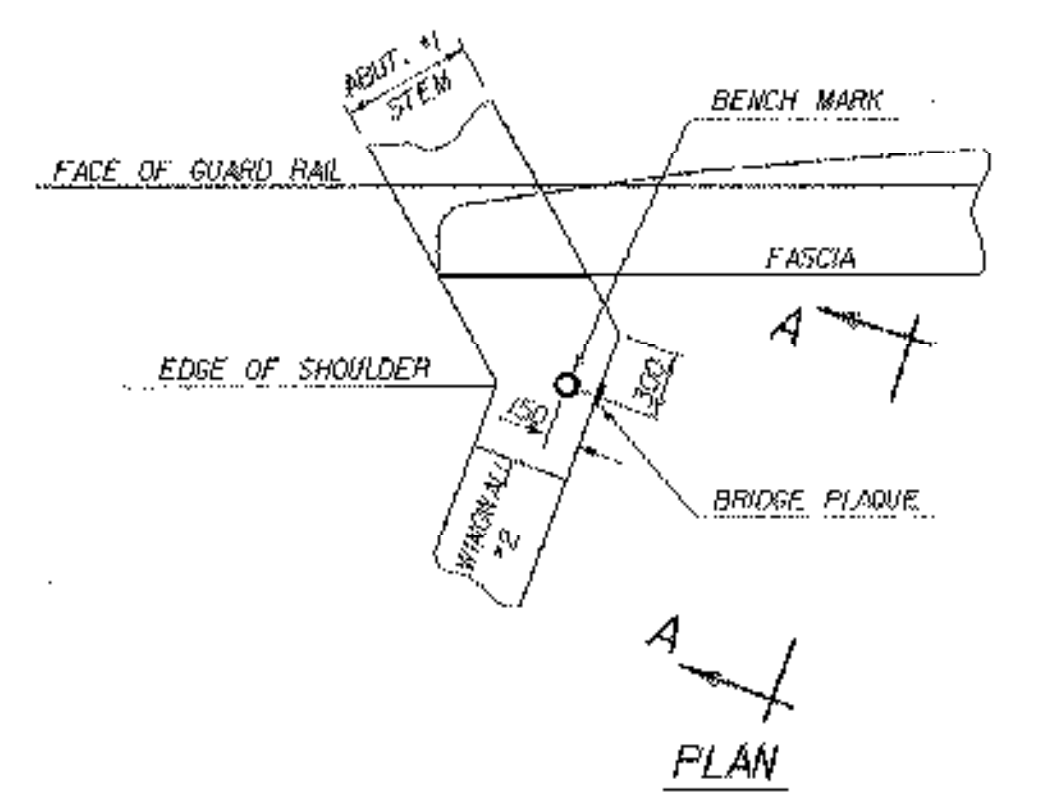 ABUT. #1
STEM
BENCH MARK
FACE OF GUARD RAIL
FASCIA
A
EDGE OF SHOULDER
300
150
BRIDGE PLAQUE
WINGWALL
#2
A
PLAN